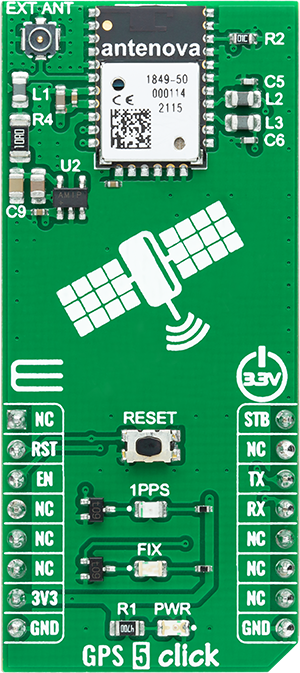 EXT ANT
antenova
1849-50
000114
2115
R2
L1
R4
C5
L2
L3
C6
U2
AM1P
C9
3.3V
NC
RST
EN
NC
NC
NC
3V3
GND
RESET
1PPS
FIX
R1
PWR
STB
NC
TX
RX
NC
NC
NC
GND
GPS 5 click